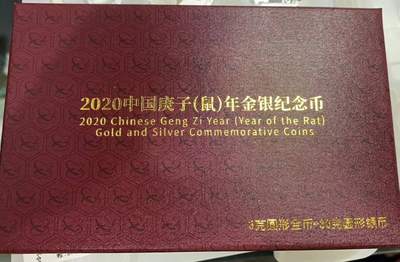 2020中国庚子(鼠)年金银纪念币
2020 Chinese Geng Zi Year (Year of the Rat)
Gold and Silver Commemorative Coins
3克圆形金币+30克圆形银币